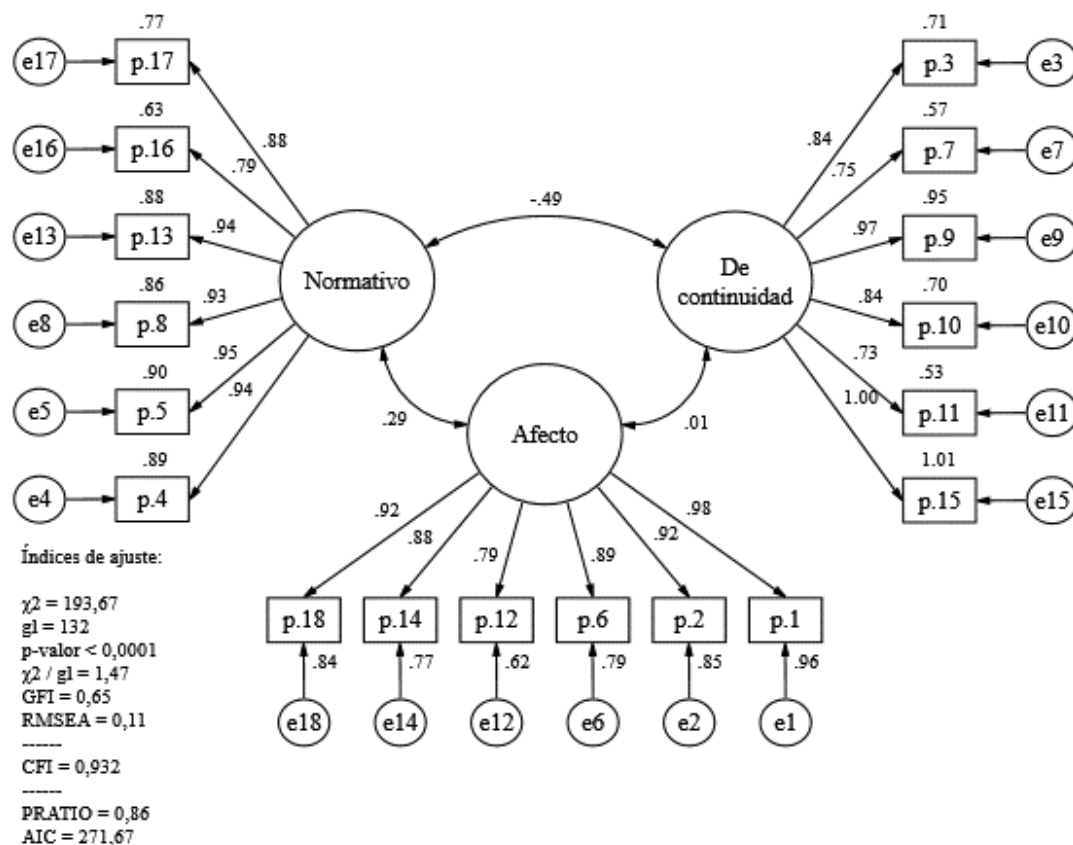 .77
e17 p.17
.88
.63
e16 p.16
.79
.88
e13 p.13
.94
.86
e8 p.8
.93
.90
e5 p.5
.95
.89
e4 p.4
.94
Normativo
-.49
De
continuidad
.29
Afecto
.01
.71
p.3 e3
.84
.57
p.7 e7
.75
.95
p.9 e9
.97
.70
p.10 e10
.84
.53
p.11 e11
.73
1.01
p.15 e15
1.00
.92 .88 .79 .89 .92 .98
p.18 p.14 p.12 p.6 p.2 p.1
.84 .77 .62 .79 .85 .96
e18 e14 e12 e6 e2 e1
Índices de ajuste:
χ2 = 193,67
gl = 132
p-valor < 0,0001
χ2 / gl = 1,47
GFI = 0,65
RMSEA = 0,11
------
CFI = 0,932
------
PRATIO = 0,86
AIC = 271,67